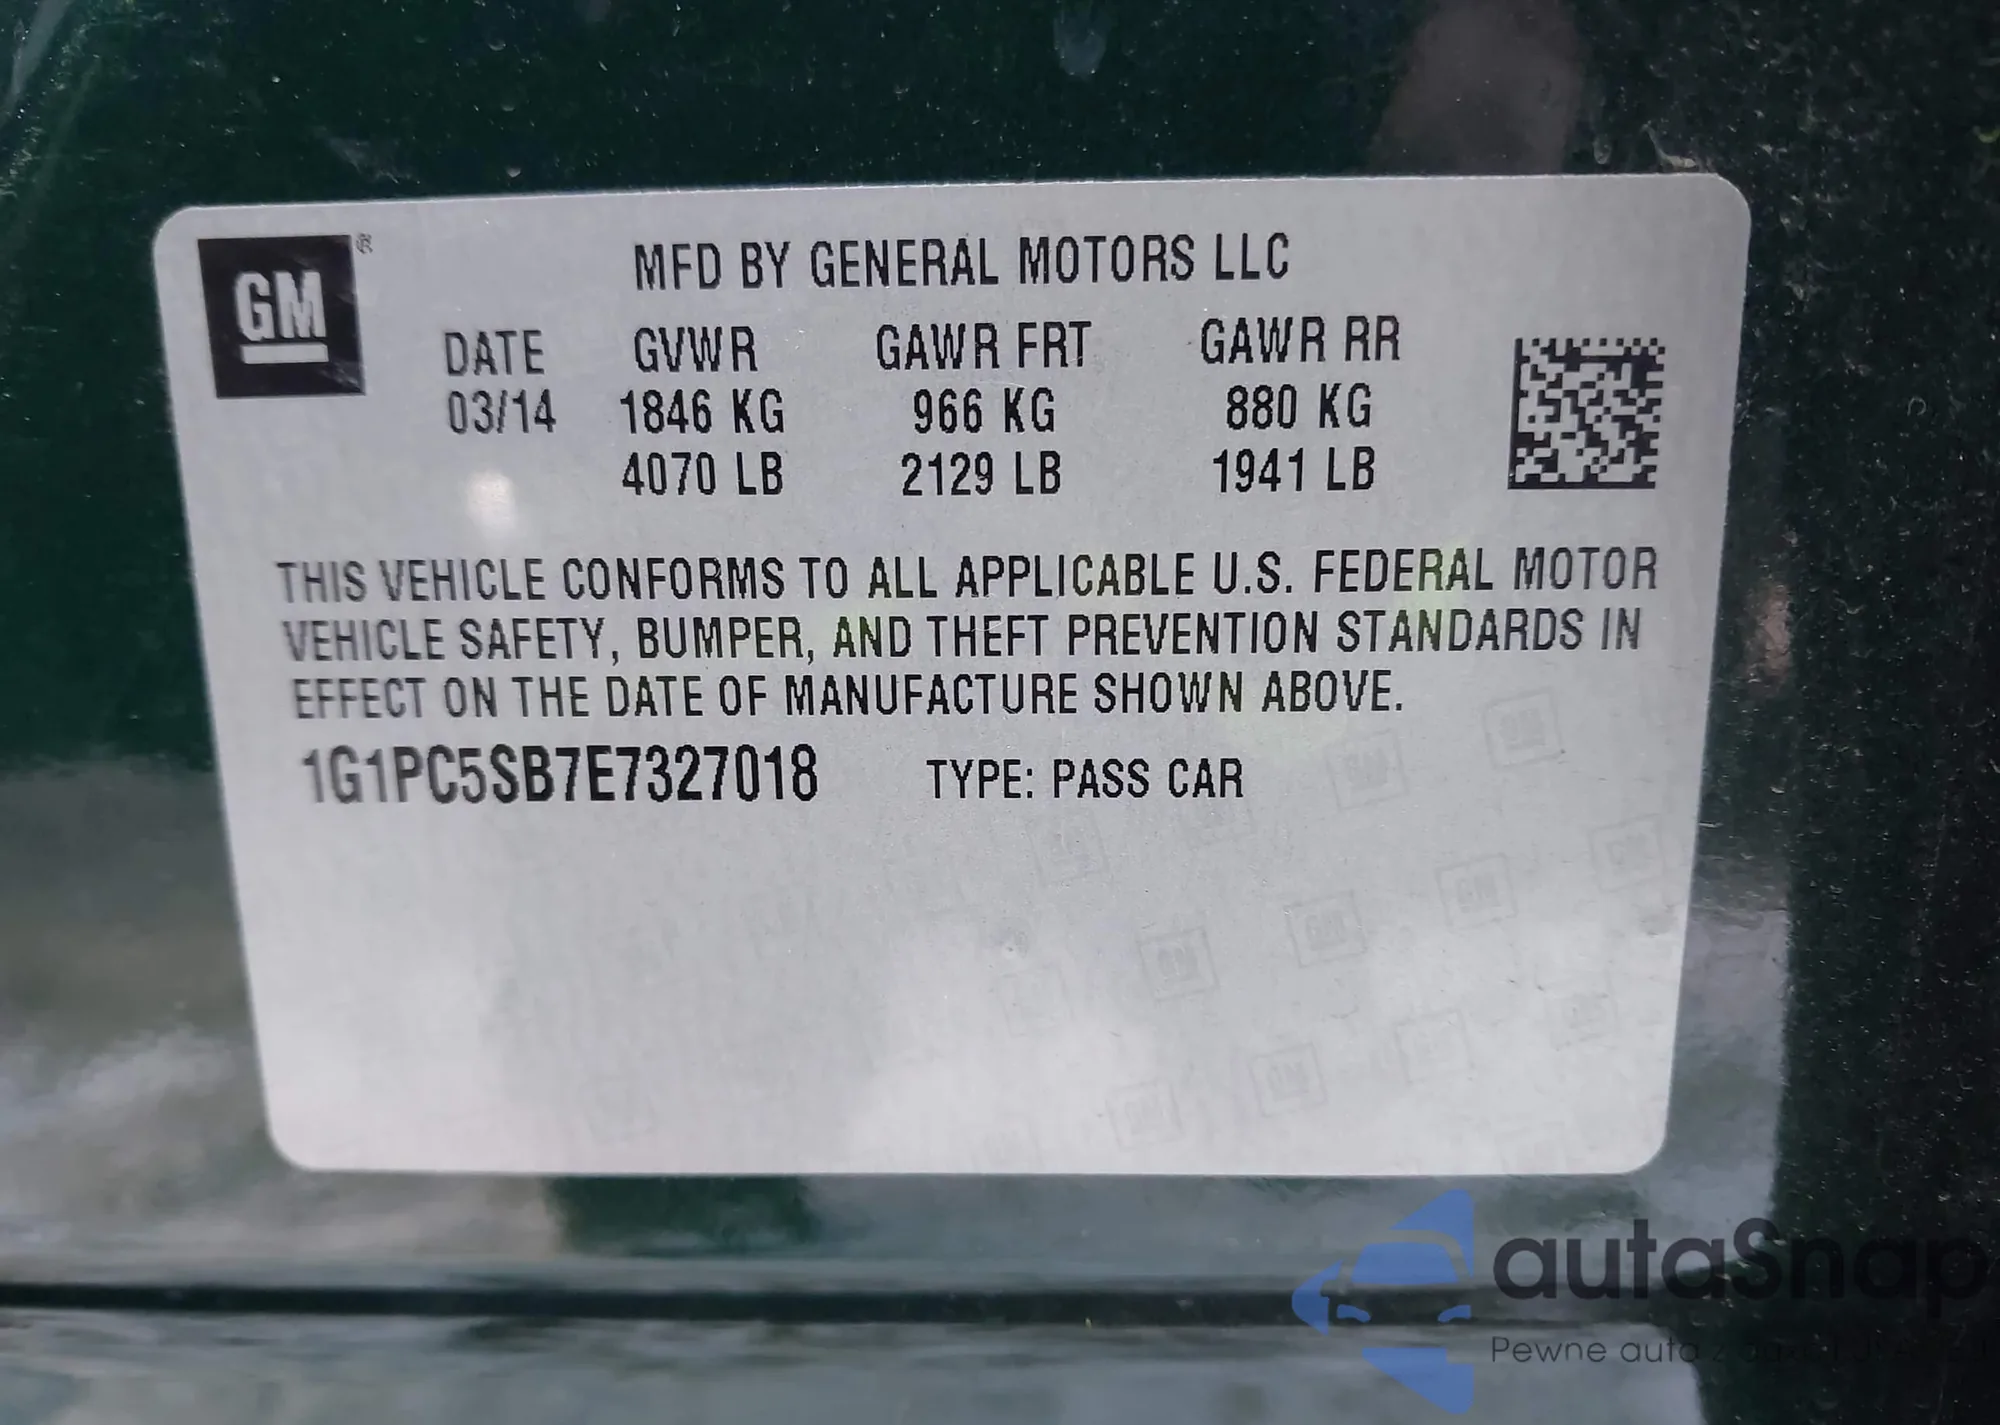 GM ®
MFD BY GENERAL MOTORS LLC
DATE GVWR GAWR FRT GAWR RR
03/14 1846 KG 966 KG 880 KG
4070 LB 2129 LB 1941 LB
THIS VEHICLE CONFORMS TO ALL APPLICABLE U.S. FEDERAL MOTOR
VEHICLE SAFETY, BUMPER, AND THEFT PREVENTION STANDARDS IN
EFFECT ON THE DATE OF MANUFACTURE SHOWN ABOVE.
1G1PC5SB7E7327018 TYPE: PASS CAR
autaSnap
Pewne auta z